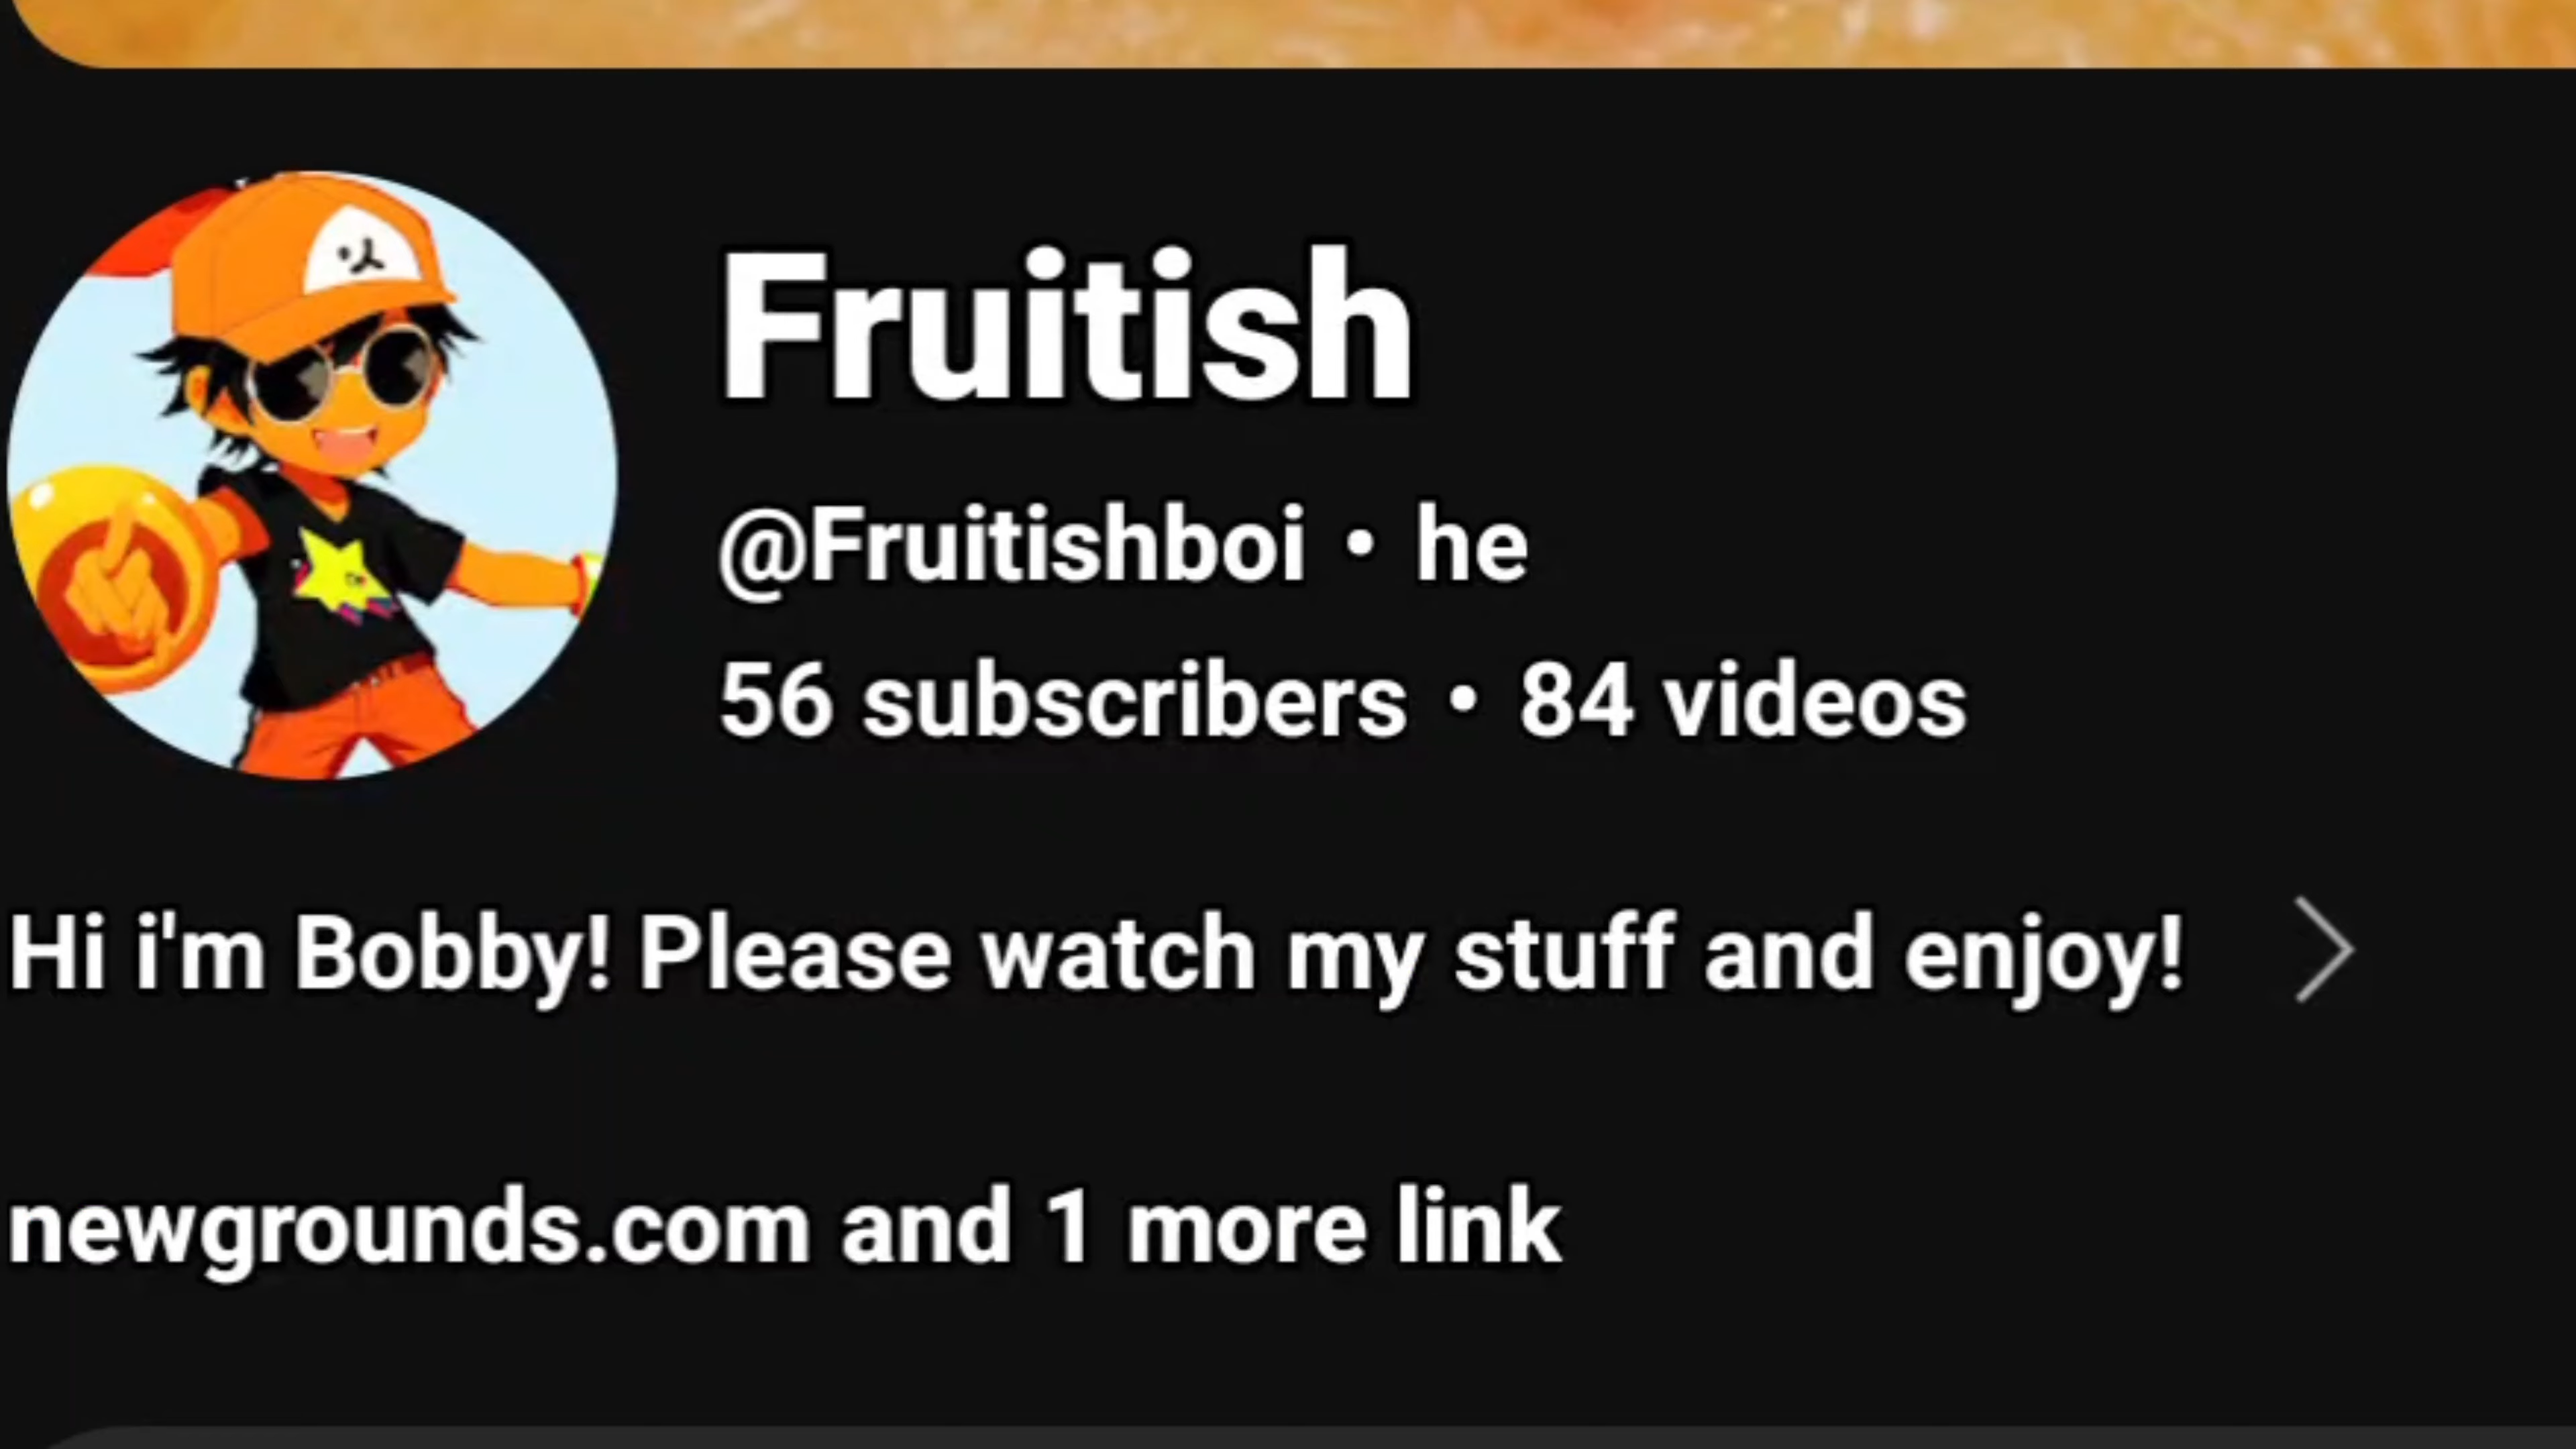 Fruitish
@Fruitishboi • he
56 subscribers • 84 videos
Hi i'm Bobby! Please watch my stuff and enjoy!
newgrounds.com and 1 more link